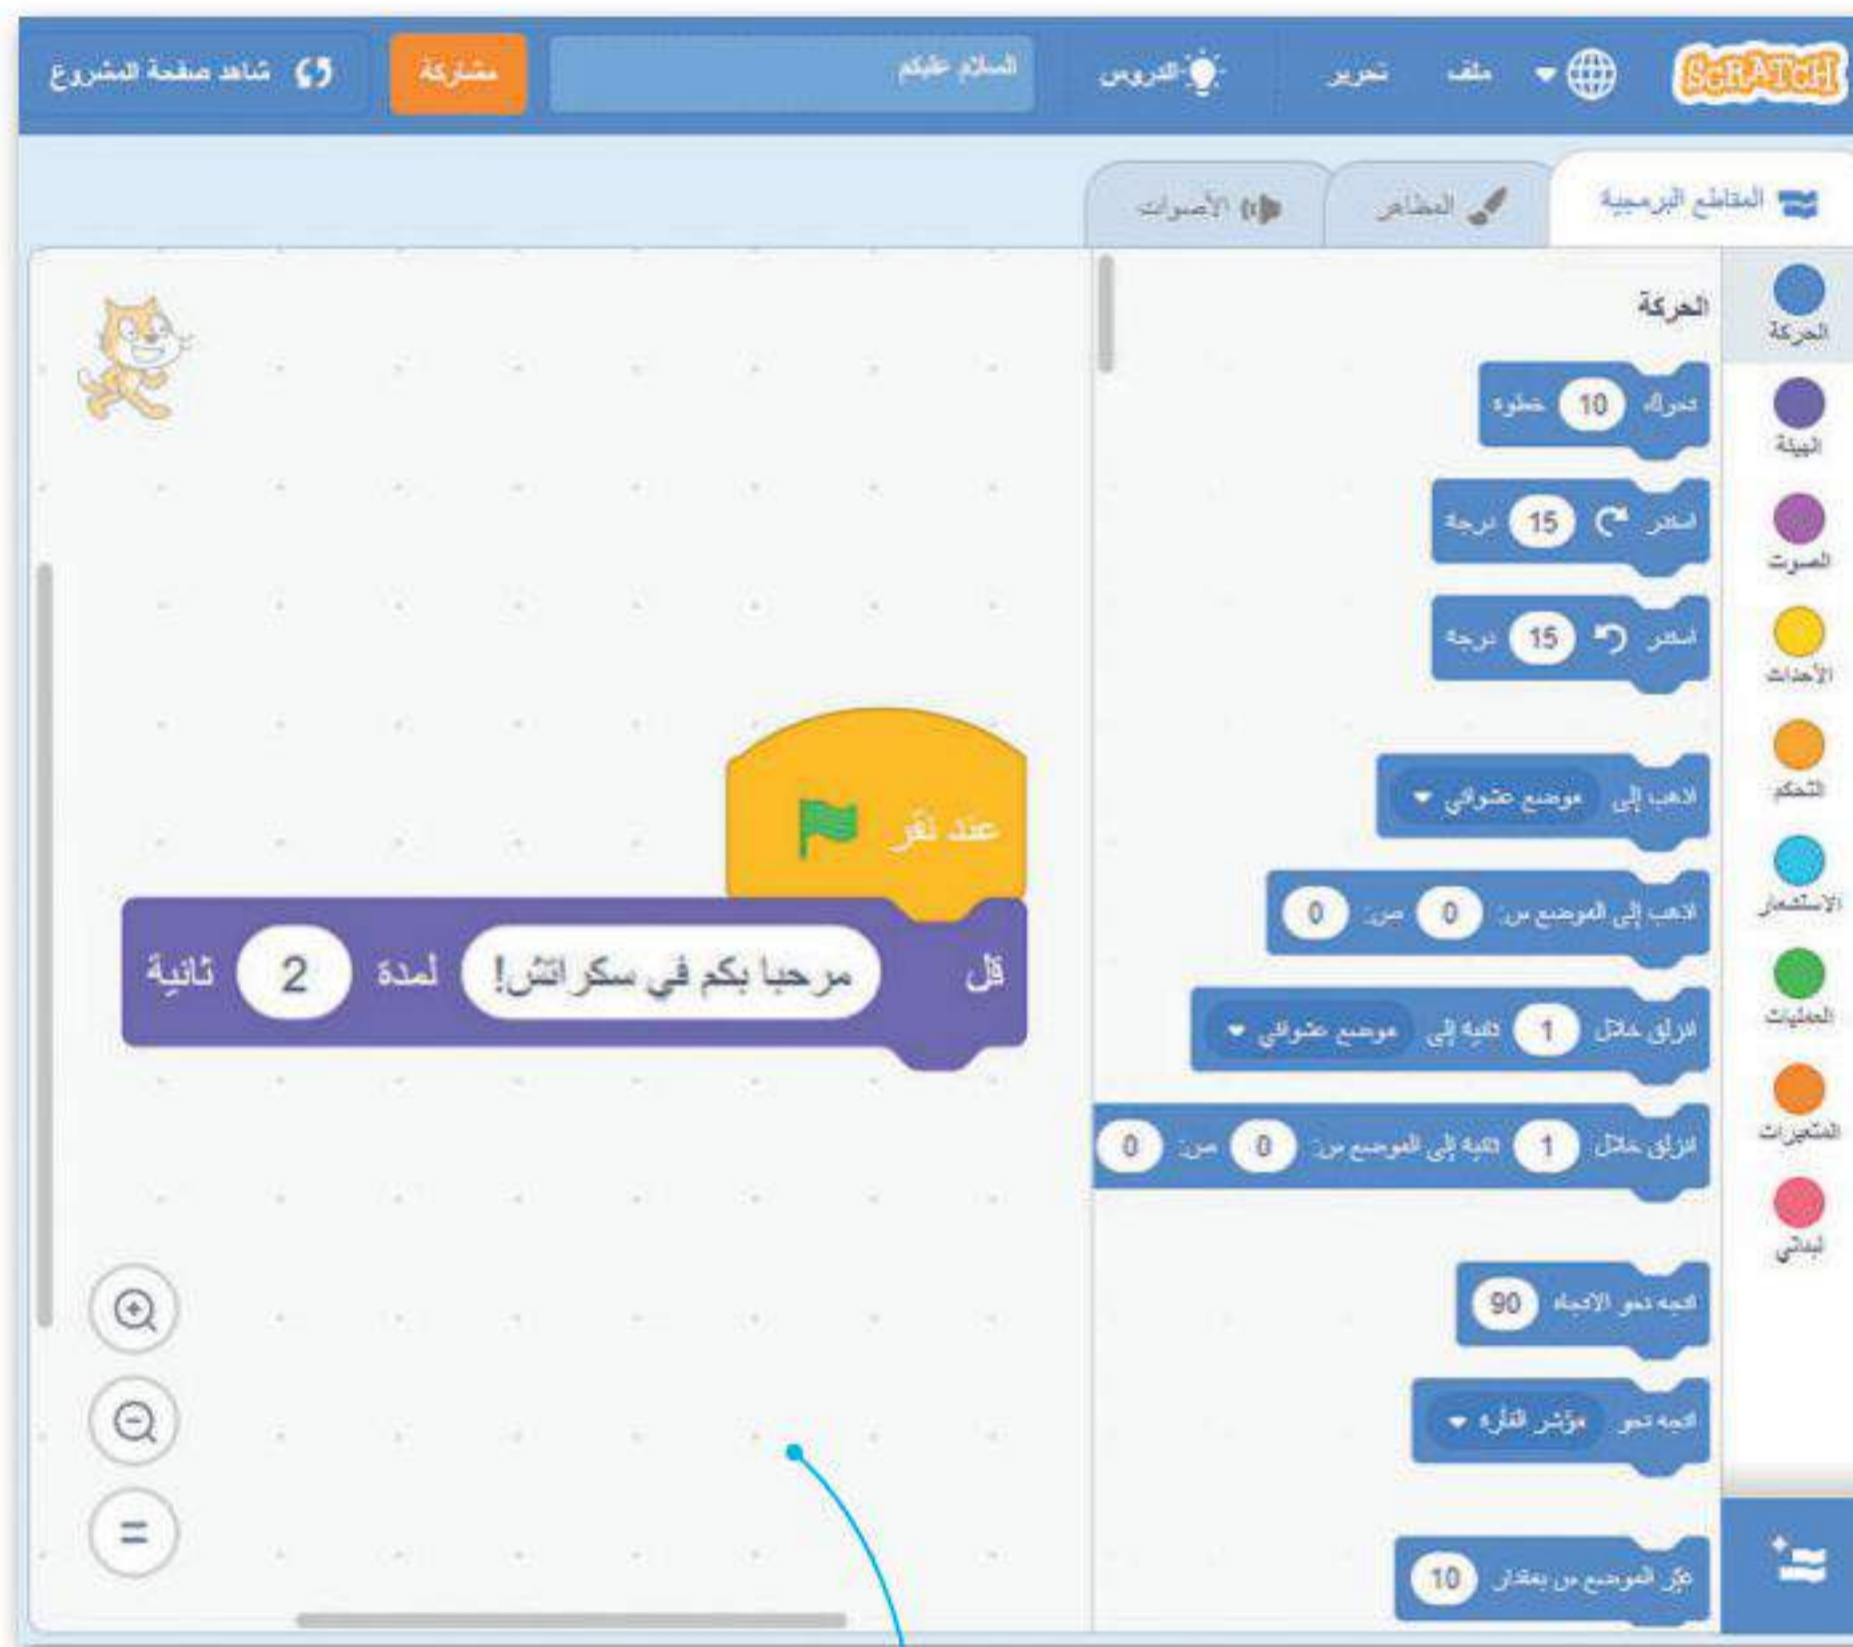 SCRATCH ملف تحرير الدروس السلام عليكم مشاركة شاهد صفحة المشروع
المقاطع البرمجية المظاهر الأصوات
الحركة
الهيئة
الصوت
الأحداث
التحكم
الاستشعار
العمليات
المتغيرات
لبناتي
الحركة
تحرك 10 خطوة
استدر 15 درجة
استدر 15 درجة
اذهب إلى موضع عشوائي
اذهب إلى الموضع س: 0 ص: 0
انزلق خلال 1 ثانية إلى موضع عشوائي
انزلق خلال 1 ثانية إلى الموضع س: 0 ص: 0
اتجه نحو الاتجاه 90
اتجه نحو مؤشر الفأرة
غيّر الموضع س بمقدار 10
عند نقر
قل مرحبا بكم في سكراتش! لمدة 2 ثانية